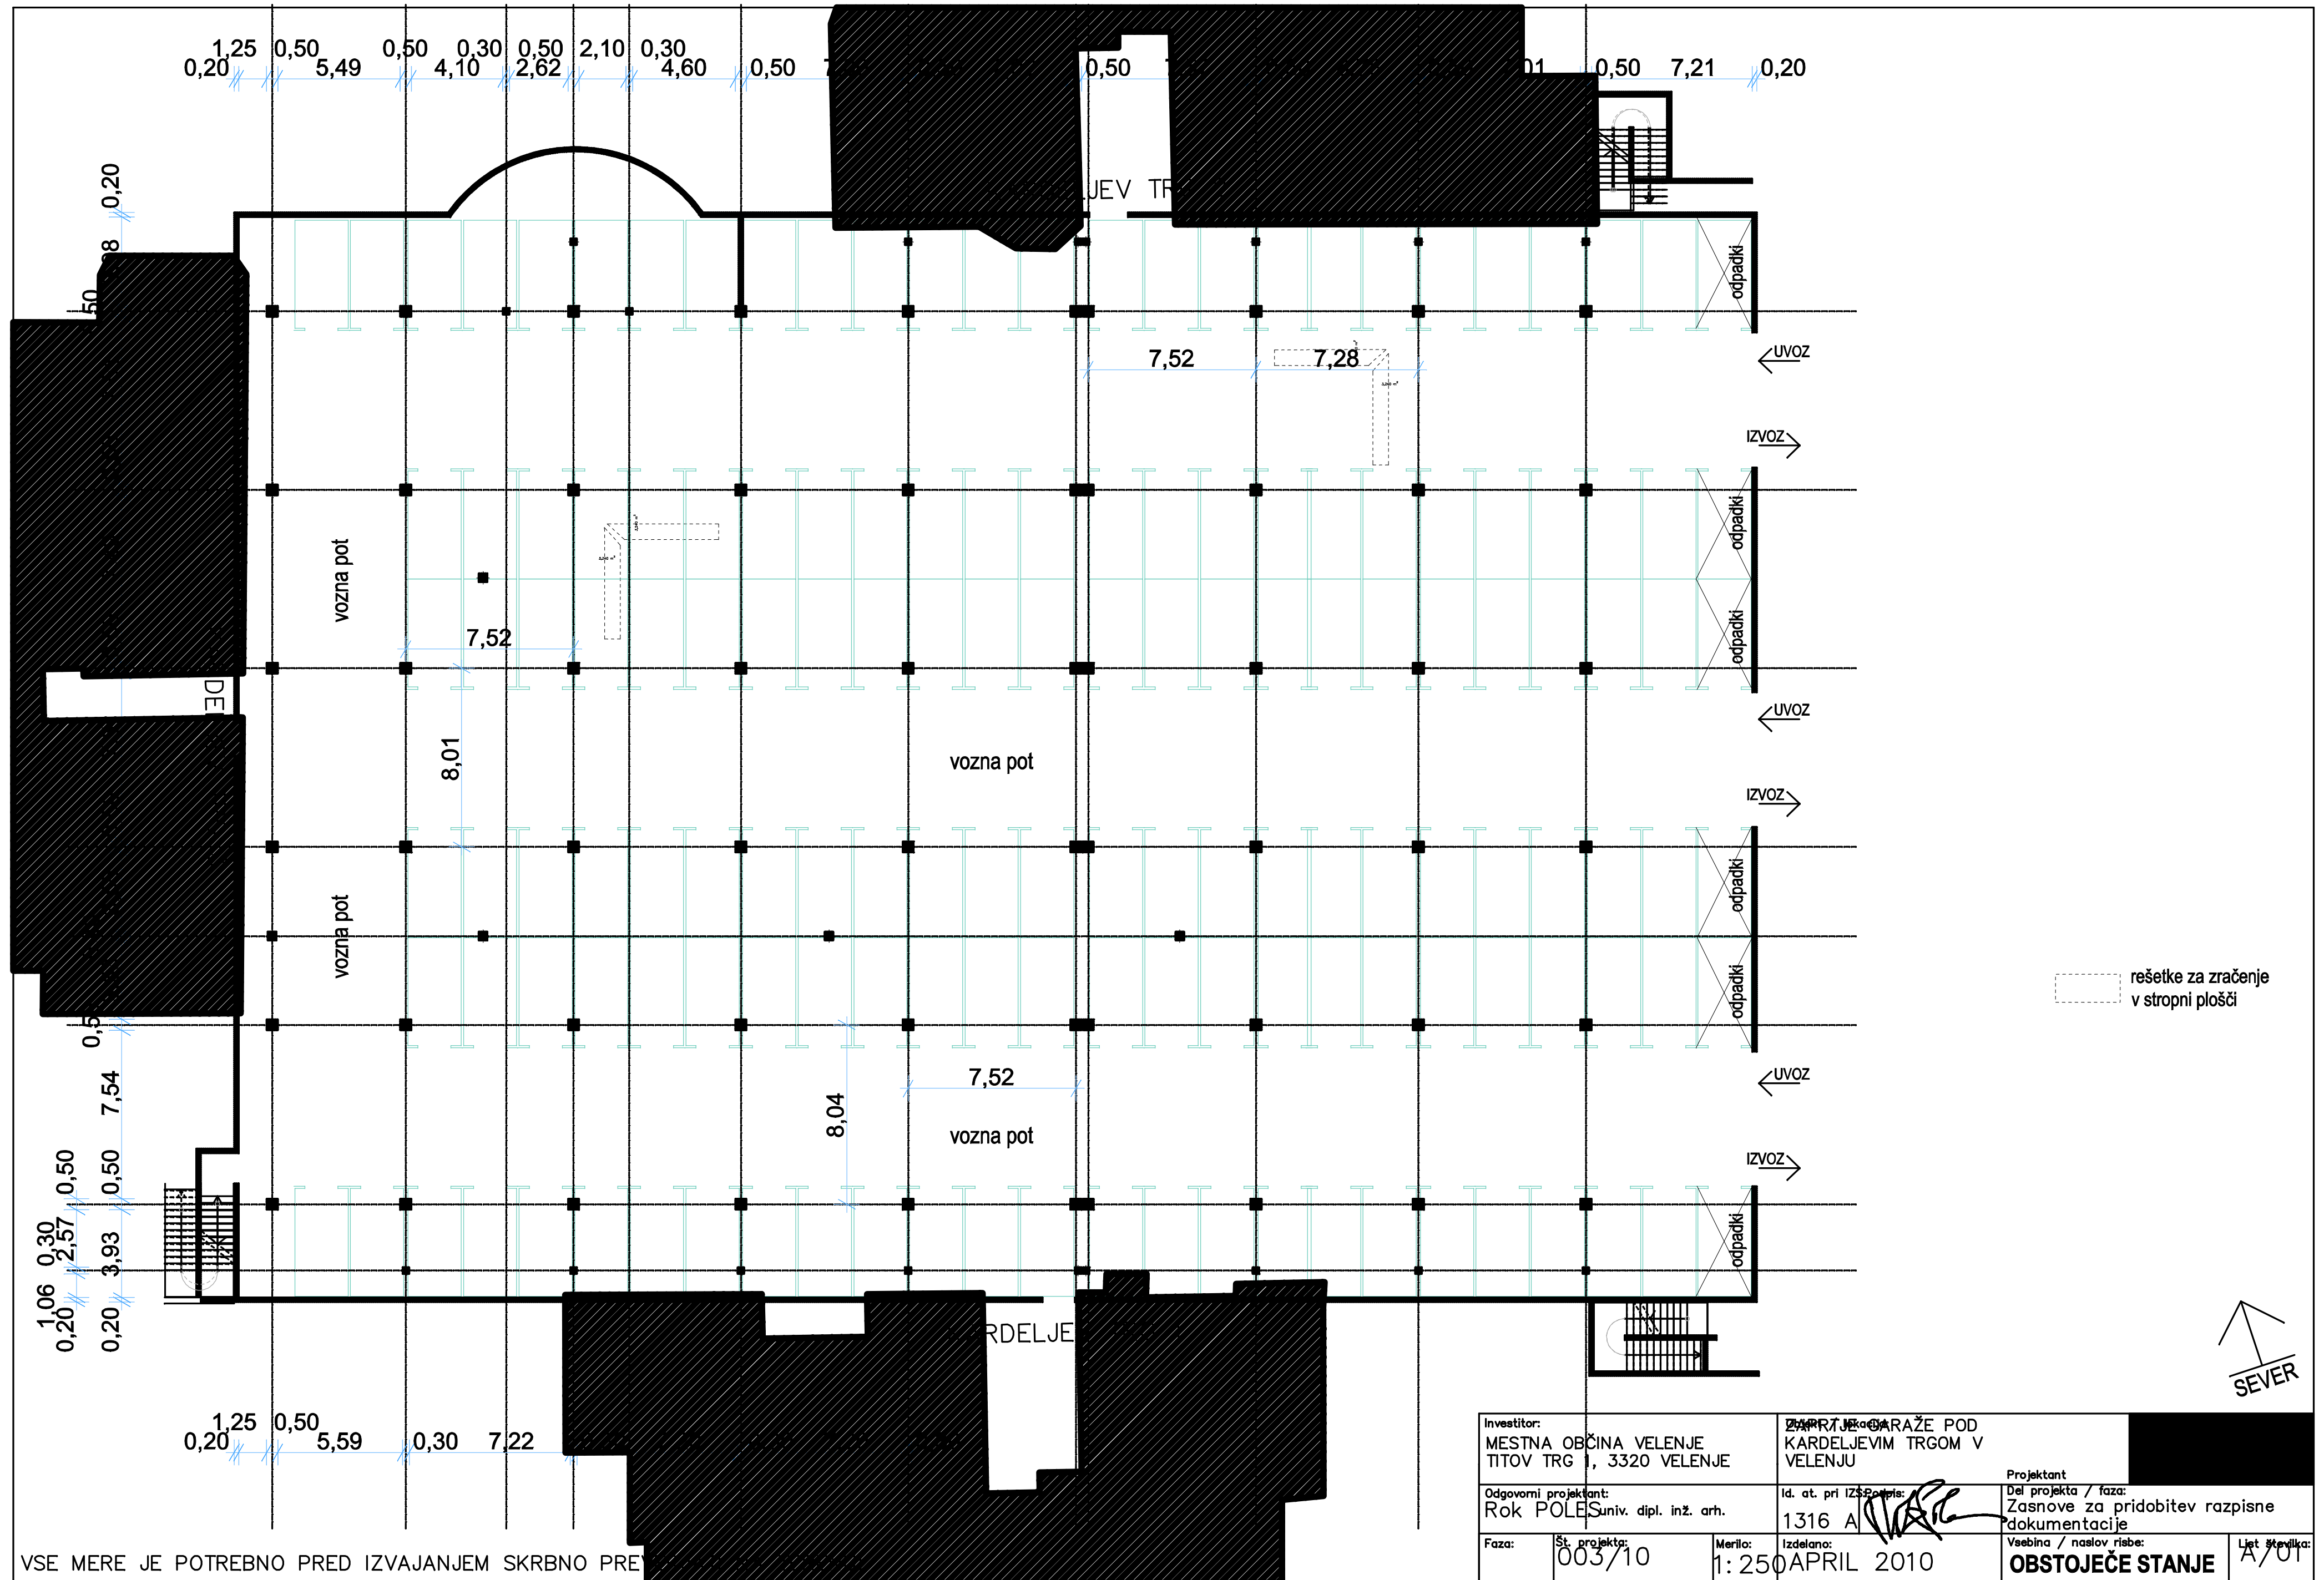 1,25 0,50 0,50 0,30 0,50 2,10 0,30
0,20 5,49 4,10 2,62 4,60 0,50 0,50 0,50 7,21 0,20
0,20
odpadki
UVOZ
7,52 7,28
IZVOZ
odpadki
vozna pot
odpadki
7,52
UVOZ
8,01
vozna pot
IZVOZ
odpadki
vozna pot
odpadki
rešetke za zračenje
v stropni plošči
7,52
UVOZ
7,54
8,04
vozna pot
IZVOZ
0,50 0,50
odpadki
0,30
2,57 3,93
1,06
0,20 0,20
SEVER
1,25 0,50
0,20 5,59 0,30 7,22
Investitor:
MESTNA OBČINA VELENJE
TITOV TRG 1, 3320 VELENJE
ZAPRTJE GARAŽE POD
KARDELJEVIM TRGOM V
VELENJU
Projektant
Odgovorni projektant:
Rok POLES univ. dipl. inž. arh.
Id. at. pri IZS: Podpis:
1316 A
Del projekta / faza:
Zasnove za pridobitev razpisne
dokumentacije
Faza:
Št. projekta:
003/10
Merilo:
1:250
Izdelano:
APRIL 2010
Vsebina / naslov risbe:
OBSTOJEČE STANJE
List številka:
A/01
VSE MERE JE POTREBNO PRED IZVAJANJEM SKRBNO